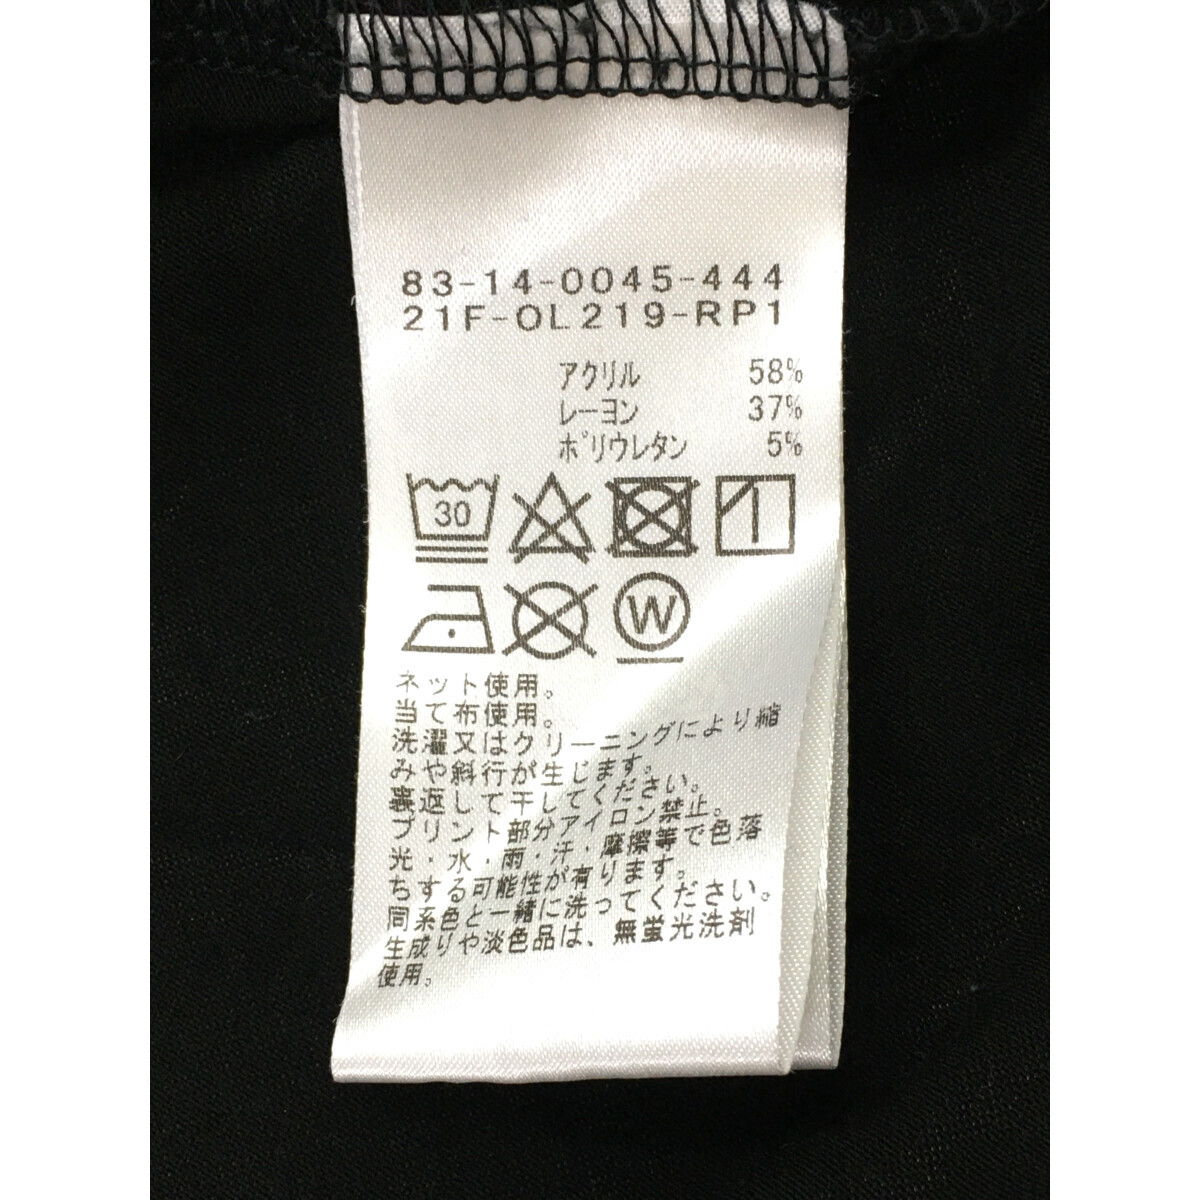 83-14-0045-444
21F-OL219-RP1
アクリル 58%
レーヨン 37%
ポリウレタン 5%
30
W
ネット使用。
当て布使用。
洗濯又はクリーニングにより縮
みや斜行が生じます。
裏返して干してください。
プリント部分アイロン禁止。
光・水・雨・汗・摩擦等で色落
ちする可能性が有ります。
同系色と一緒に洗ってください。
生成りや淡色品は、無蛍光洗剤
使用。